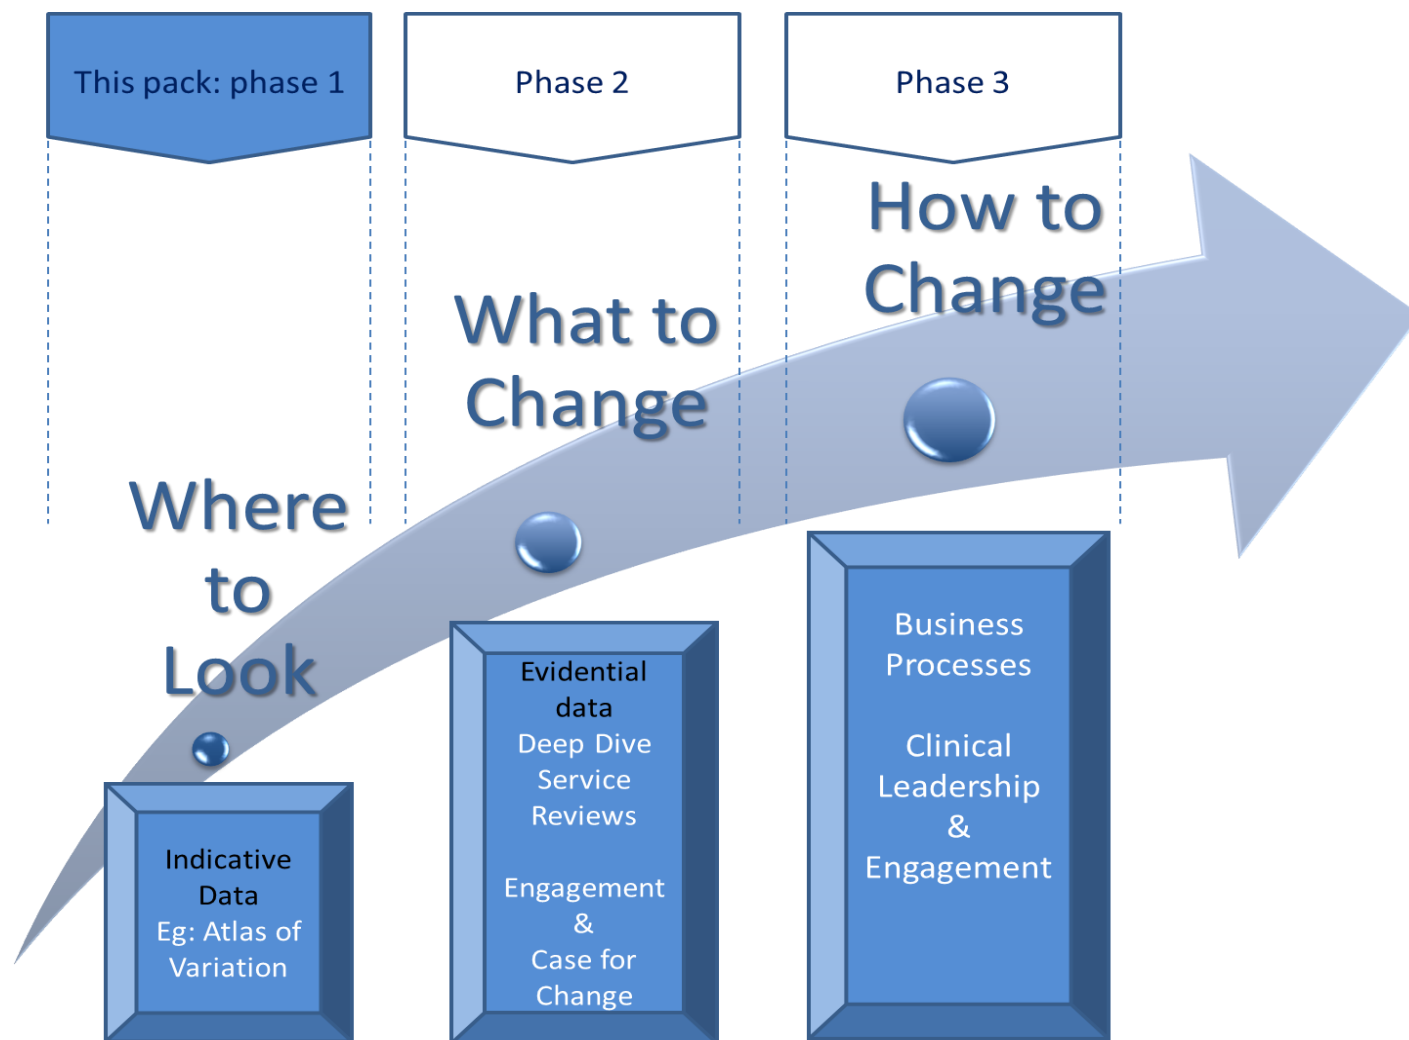 This pack: phase 1
Phase 2
Phase 3
Where
to
Look
What to
Change
How to
Change
Indicative
Data
Eg: Atlas of
Variation
Evidential
data
Deep Dive
Service
Reviews
Engagement
&
Case for
Change
Business
Processes
Clinical
Leadership
&
Engagement